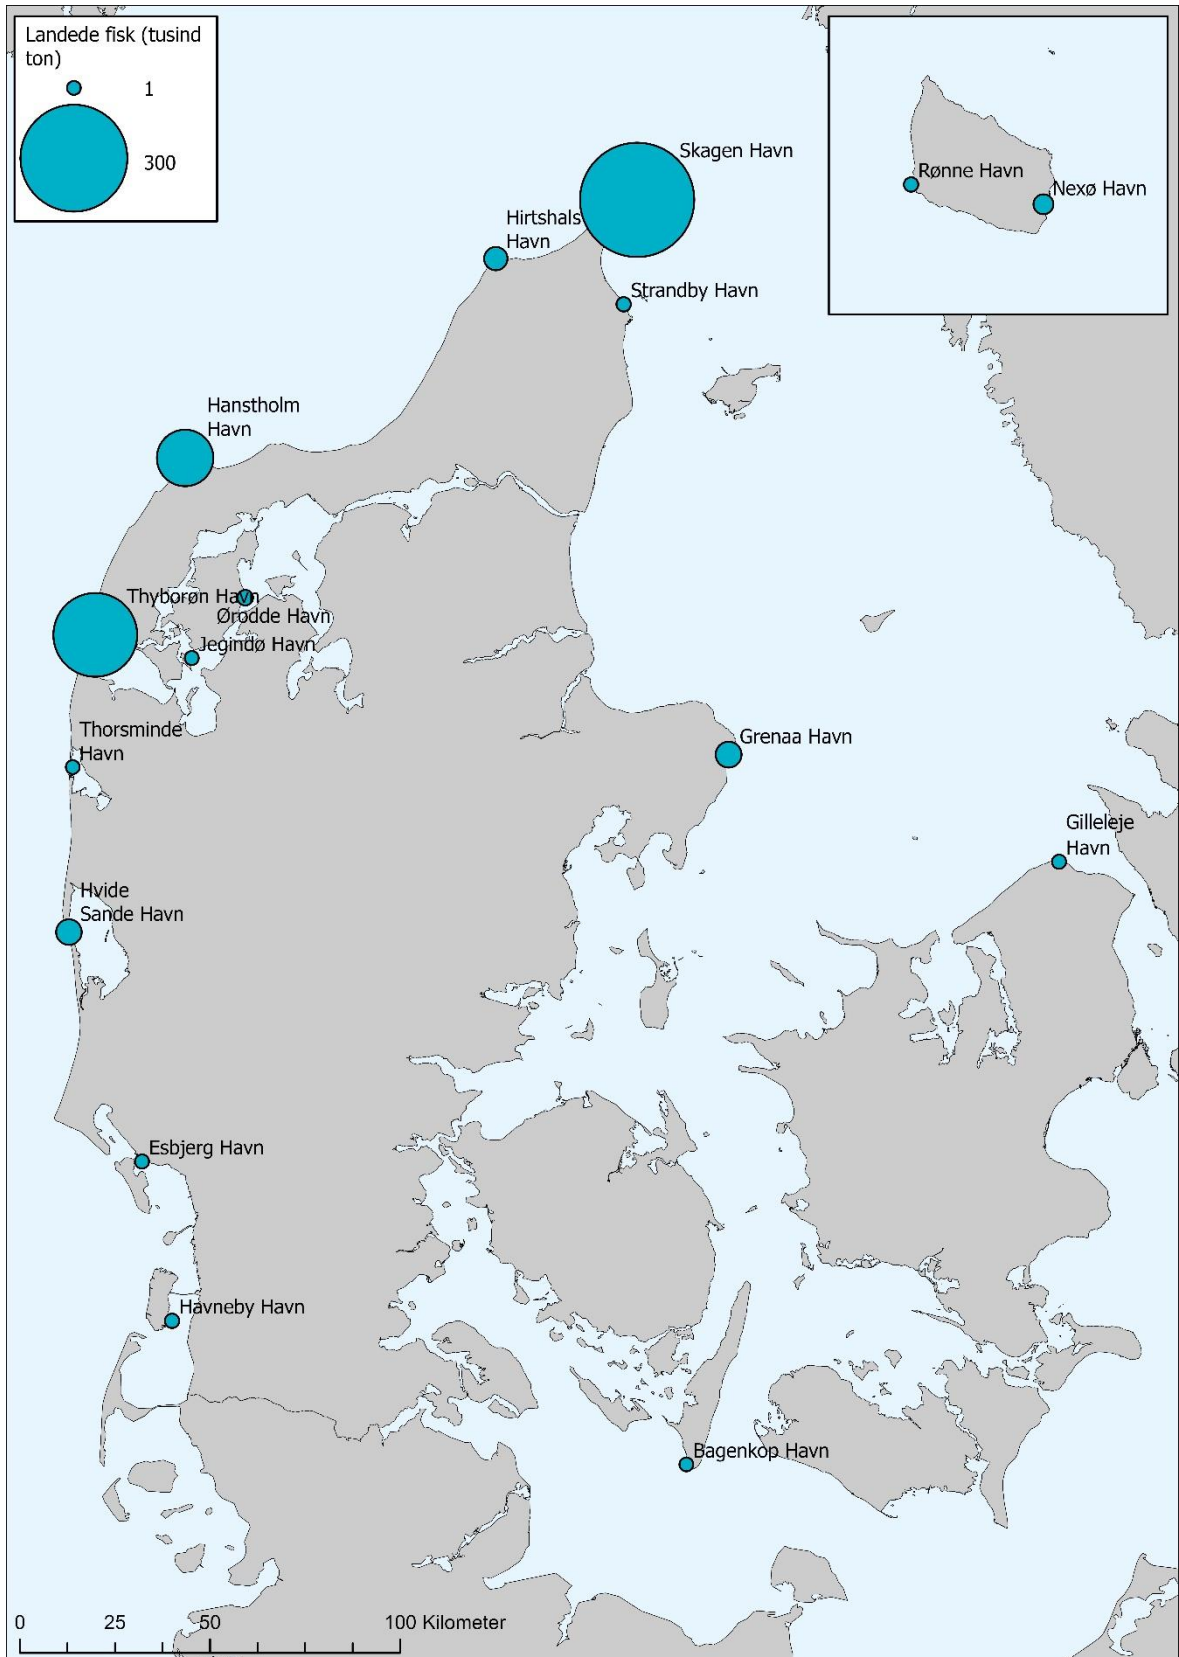 Landede fisk (tusind
ton)
1
300
Skagen Havn
Rønne Havn
Nexø Havn
Hirtshals
Havn
Strandby Havn
Hanstholm
Havn
Thyborøn Havn
Ørodde Havn
Jegindø Havn
Thorsminde
Havn
Grenaa Havn
Gilleleje
Havn
Hvide
Sande Havn
Esbjerg Havn
Havneby Havn
Bagenkop Havn
0 25 50 100 Kilometer